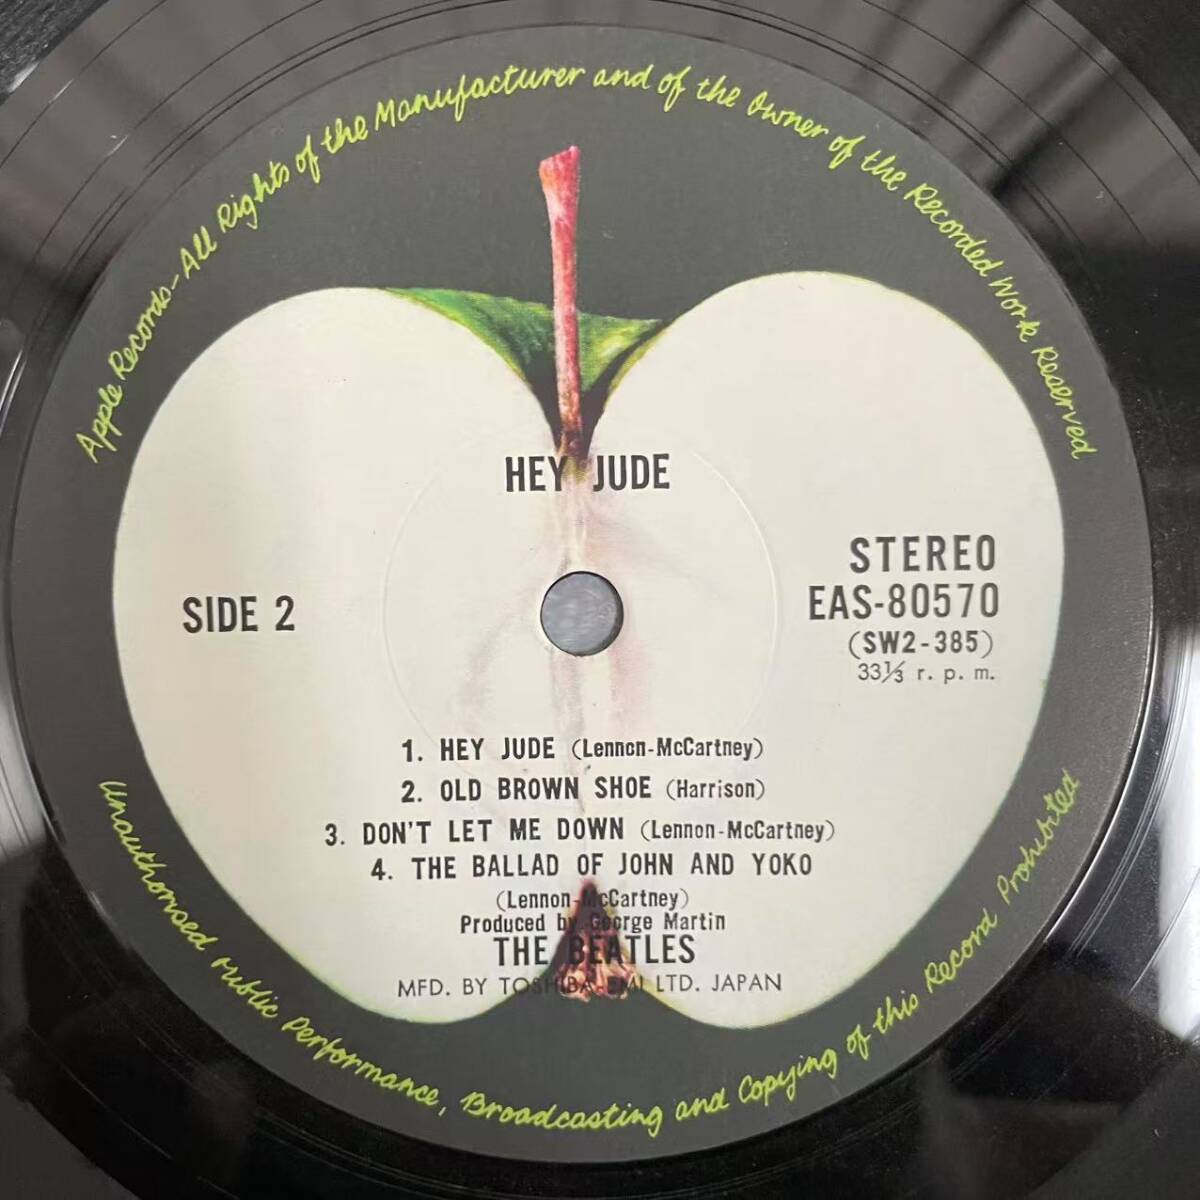 Apple Records-All Rights of the Manufacturer and of the Owner of the Recorded Work Reserved
HEY JUDE
STEREO
EAS-80570
SIDE 2
(SW2-385)
33⅓ r. p. m.
1. HEY JUDE (Lennon-McCartney)
2. OLD BROWN SHOE (Harrison)
3. DON'T LET ME DOWN (Lennon-McCartney)
4. THE BALLAD OF JOHN AND YOKO
(Lennon-McCartney)
Produced by George Martin
THE BEATLES
MFD. BY TOSHIBA-EMI LTD. JAPAN
Unauthorised Public Performance, Broadcasting and Copying of this Record Prohibited